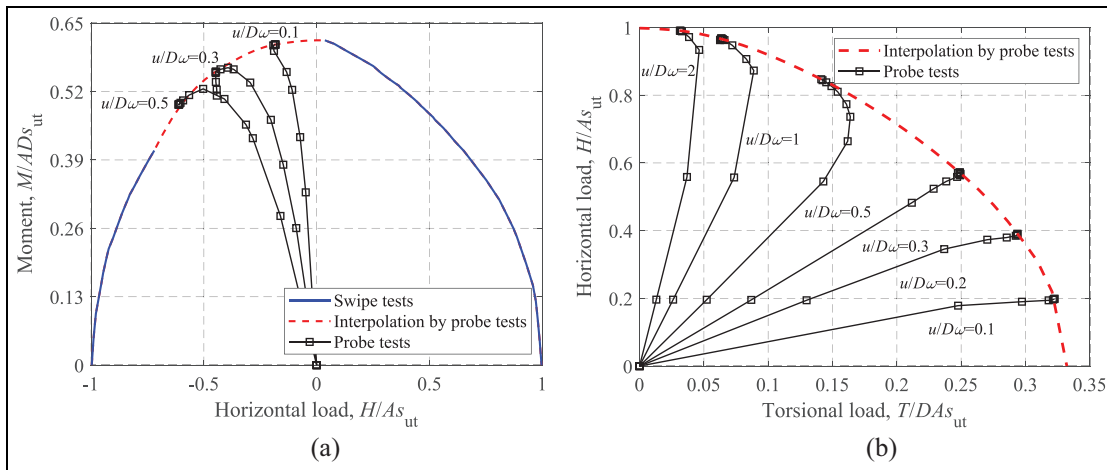 0.65
0.52
0.39
0.26
0.13
0
Moment, M/ADs_ut
u/Dω=0.1
u/Dω=0.3
u/Dω=0.5
Swipe tests
Interpolation by probe tests
Probe tests
-1 -0.5 0 0.5 1
Horizontal load, H/As_ut
(a)
1
0.8
0.6
0.4
0.2
0
Horizontal load, H/As_ut
Interpolation by probe tests
Probe tests
u/Dω=2
u/Dω=1
u/Dω=0.5
u/Dω=0.3
u/Dω=0.2
u/Dω=0.1
0 0.05 0.1 0.15 0.2 0.25 0.3 0.35
Torsional load, T/DAs_ut
(b)